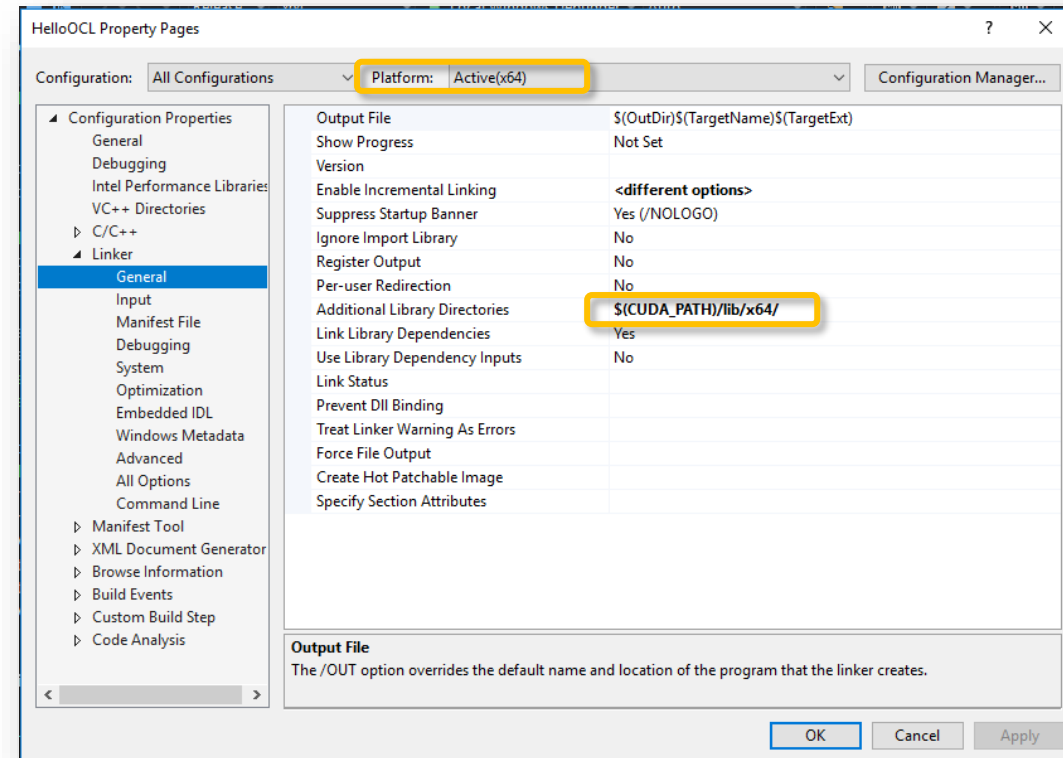 HelloOCL Property Pages ? ×
Configuration: All Configurations Platform: Active(x64) Configuration Manager...
Configuration Properties
General
Debugging
Intel Performance Libraries
VC++ Directories
C/C++
Linker
General
Input
Manifest File
Debugging
System
Optimization
Embedded IDL
Windows Metadata
Advanced
All Options
Command Line
Manifest Tool
XML Document Generator
Browse Information
Build Events
Custom Build Step
Code Analysis
Output File $(OutDir)$(TargetName)$(TargetExt)
Show Progress Not Set
Version
Enable Incremental Linking <different options>
Suppress Startup Banner Yes (/NOLOGO)
Ignore Import Library No
Register Output No
Per-user Redirection No
Additional Library Directories $(CUDA_PATH)/lib/x64/
Link Library Dependencies Yes
Use Library Dependency Inputs No
Link Status
Prevent Dll Binding
Treat Linker Warning As Errors
Force File Output
Create Hot Patchable Image
Specify Section Attributes
Output File
The /OUT option overrides the default name and location of the program that the linker creates.
OK Cancel Apply